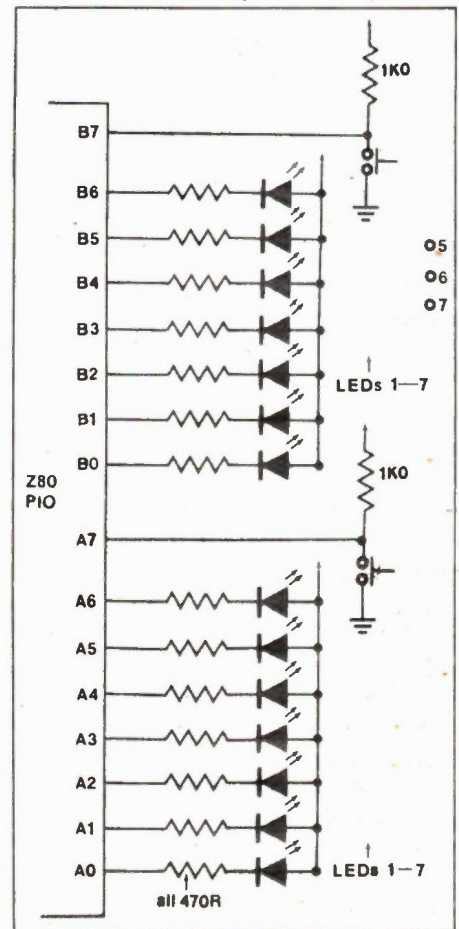 1K0
B7
B6
B5
B4
B3
B2
B1
B0
o5
o6
o7
LEDs 1—7
1K0
Z80
PIO
A7
A6
A5
A4
A3
A2
A1
A0
LEDs 1—7
all 470R